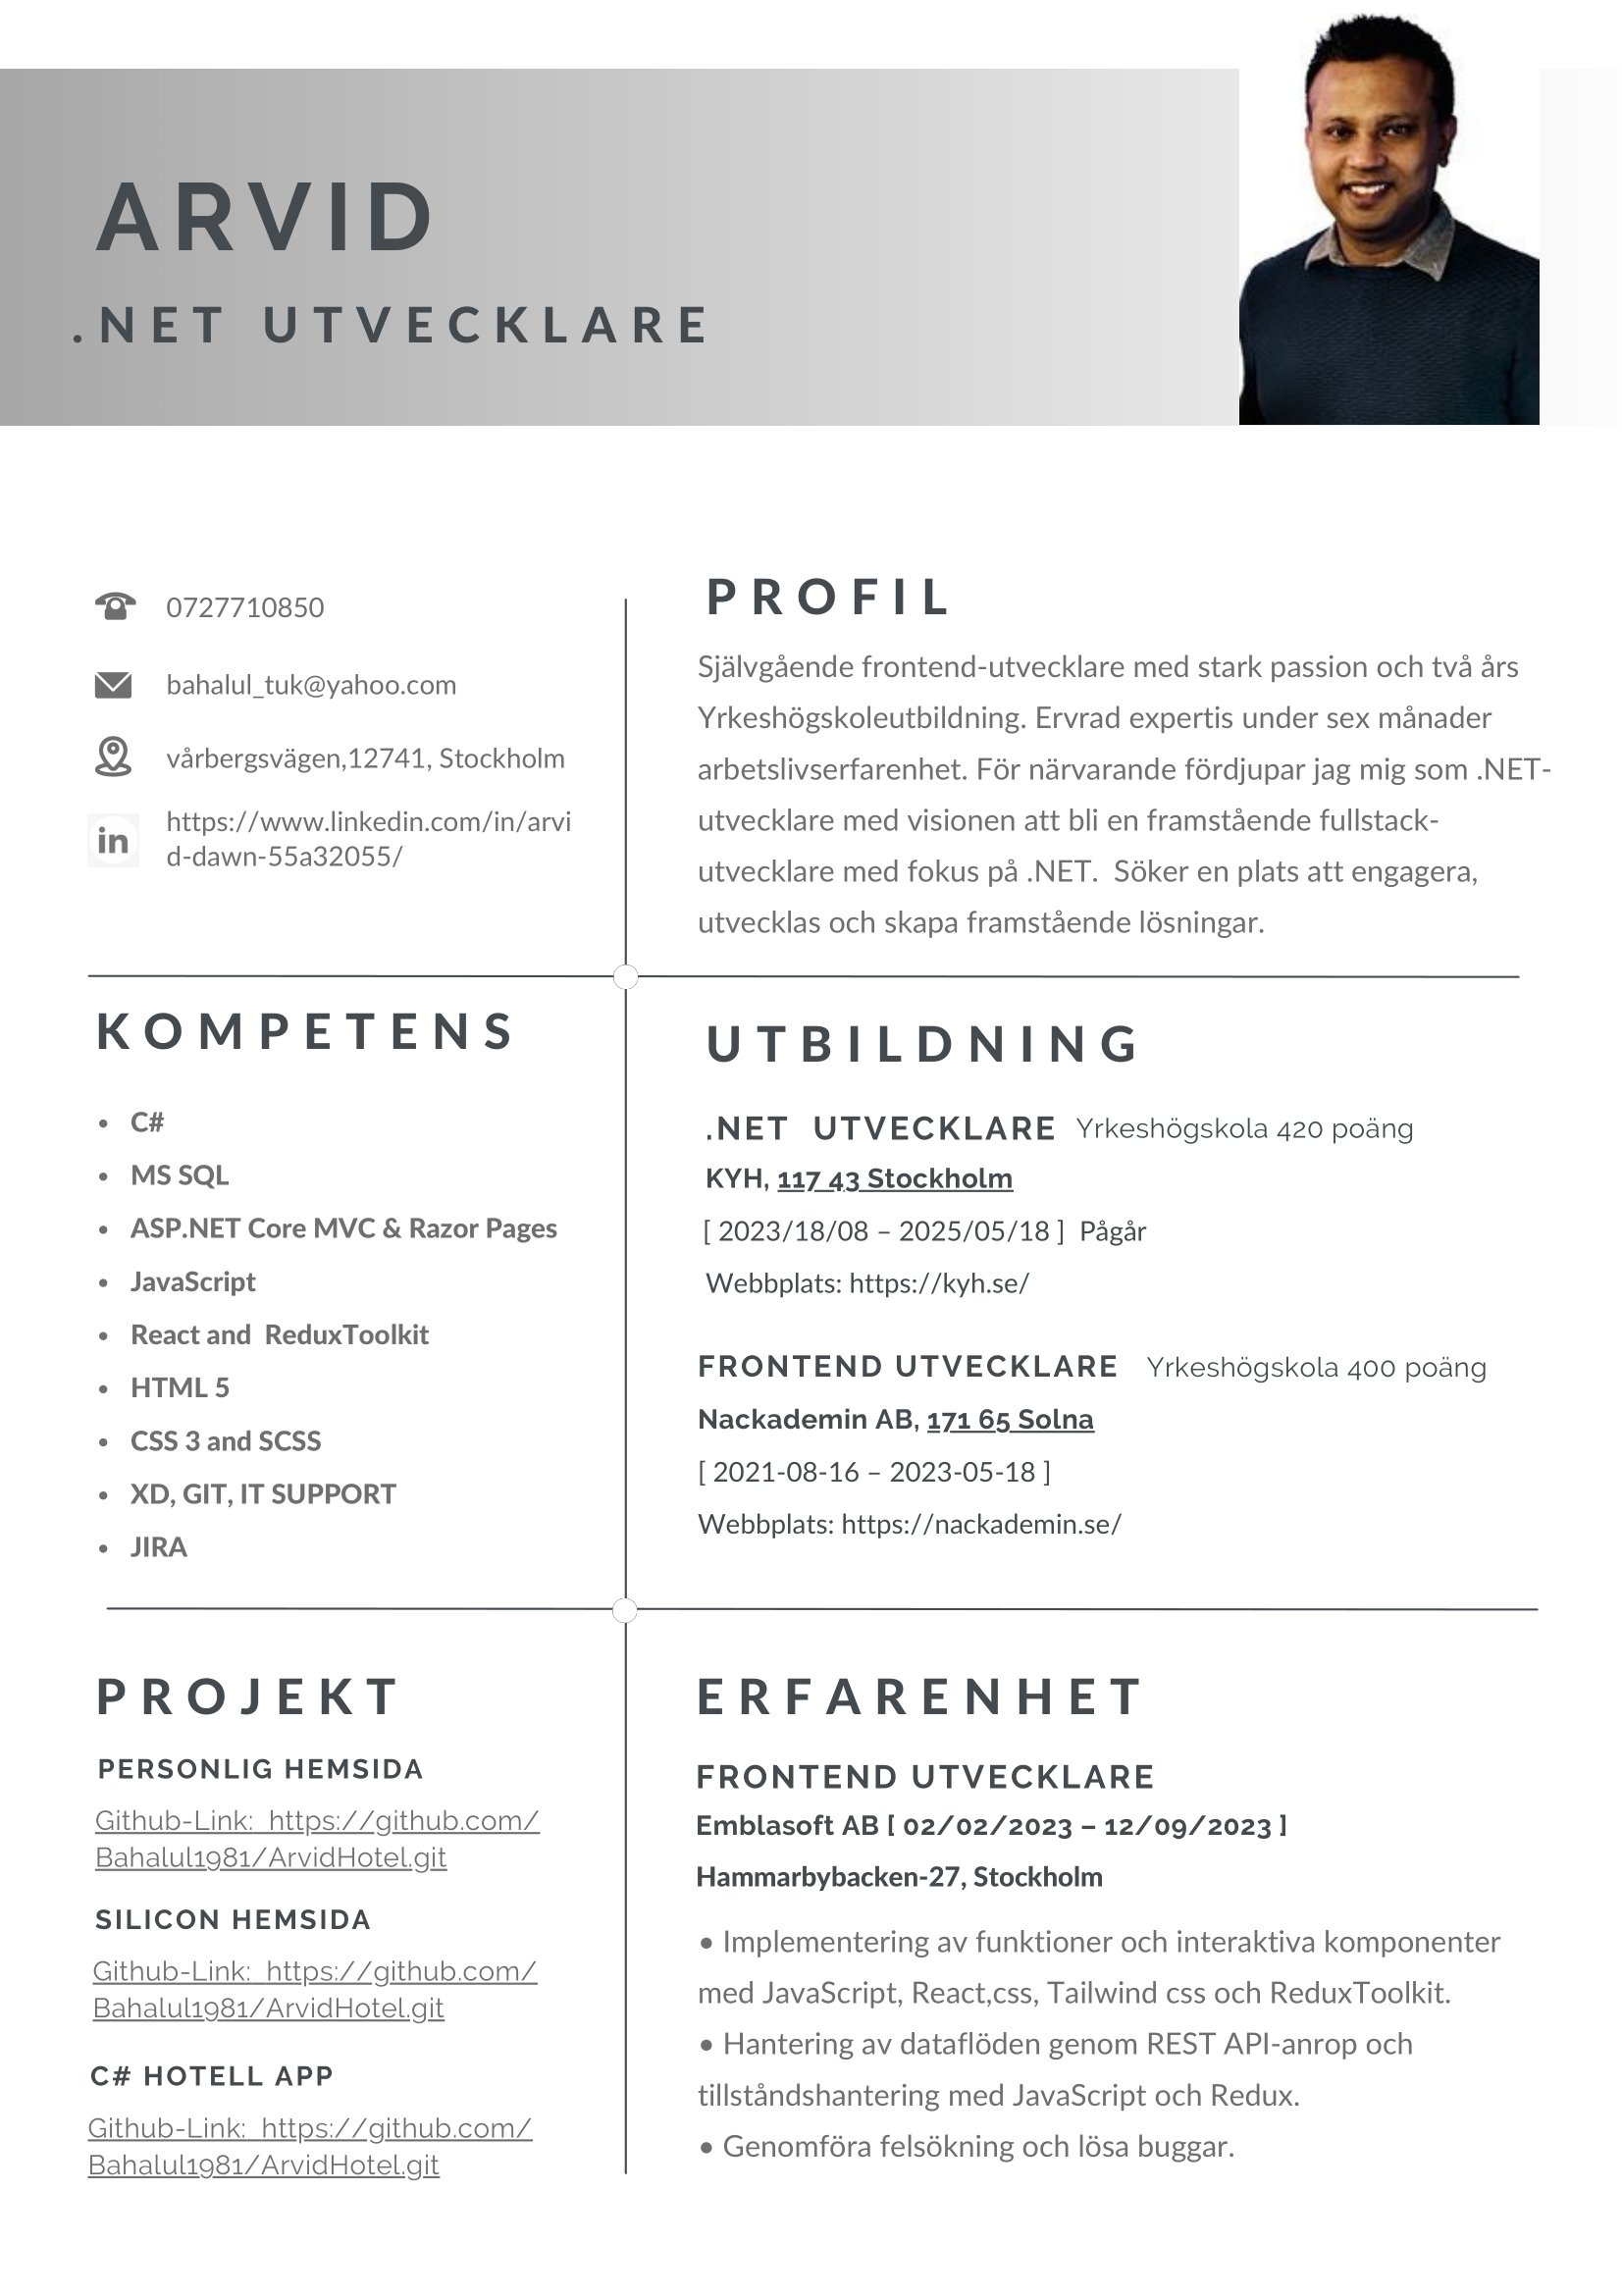 ARVID
.NET UTVECKLARE
0727710850
bahalul_tuk@yahoo.com
vårbergsvägen,12741, Stockholm
in
https://www.linkedin.com/in/arvi
d-dawn-55a32055/
PROFIL
Självgående frontend-utvecklare med stark passion och två års
Yrkeshögskoleutbildning. Ervrad expertis under sex månader
arbetslivserfarenhet. För närvarande fördjupar jag mig som .NET-
utvecklare med visionen att bli en framstående fullstack-
utvecklare med fokus på .NET.  Söker en plats att engagera,
utvecklas och skapa framstående lösningar.
KOMPETENS
• C#
• MS SQL
• ASP.NET Core MVC & Razor Pages
• JavaScript
• React and  ReduxToolkit
• HTML 5
• CSS 3 and SCSS
• XD, GIT, IT SUPPORT
• JIRA
UTBILDNING
.NET  UTVECKLARE  Yrkeshögskola 420 poäng
KYH, 117 43 Stockholm
[ 2023/18/08 – 2025/05/18 ]  Pågår
Webbplats: https://kyh.se/
FRONTEND UTVECKLARE  Yrkeshögskola 400 poäng
Nackademin AB, 171 65 Solna
[ 2021-08-16 – 2023-05-18 ]
Webbplats: https://nackademin.se/
PROJEKT
PERSONLIG HEMSIDA
Github-Link:  https://github.com/
Bahalul1981/ArvidHotel.git
SILICON HEMSIDA
Github-Link:  https://github.com/
Bahalul1981/ArvidHotel.git
C# HOTELL APP
Github-Link:  https://github.com/
Bahalul1981/ArvidHotel.git
ERFARENHET
FRONTEND UTVECKLARE
Emblasoft AB [ 02/02/2023 – 12/09/2023 ]
Hammarbybacken-27, Stockholm
• Implementering av funktioner och interaktiva komponenter
med JavaScript, React,css, Tailwind css och ReduxToolkit.
• Hantering av dataflöden genom REST API-anrop och
tillståndshantering med JavaScript och Redux.
• Genomföra felsökning och lösa buggar.